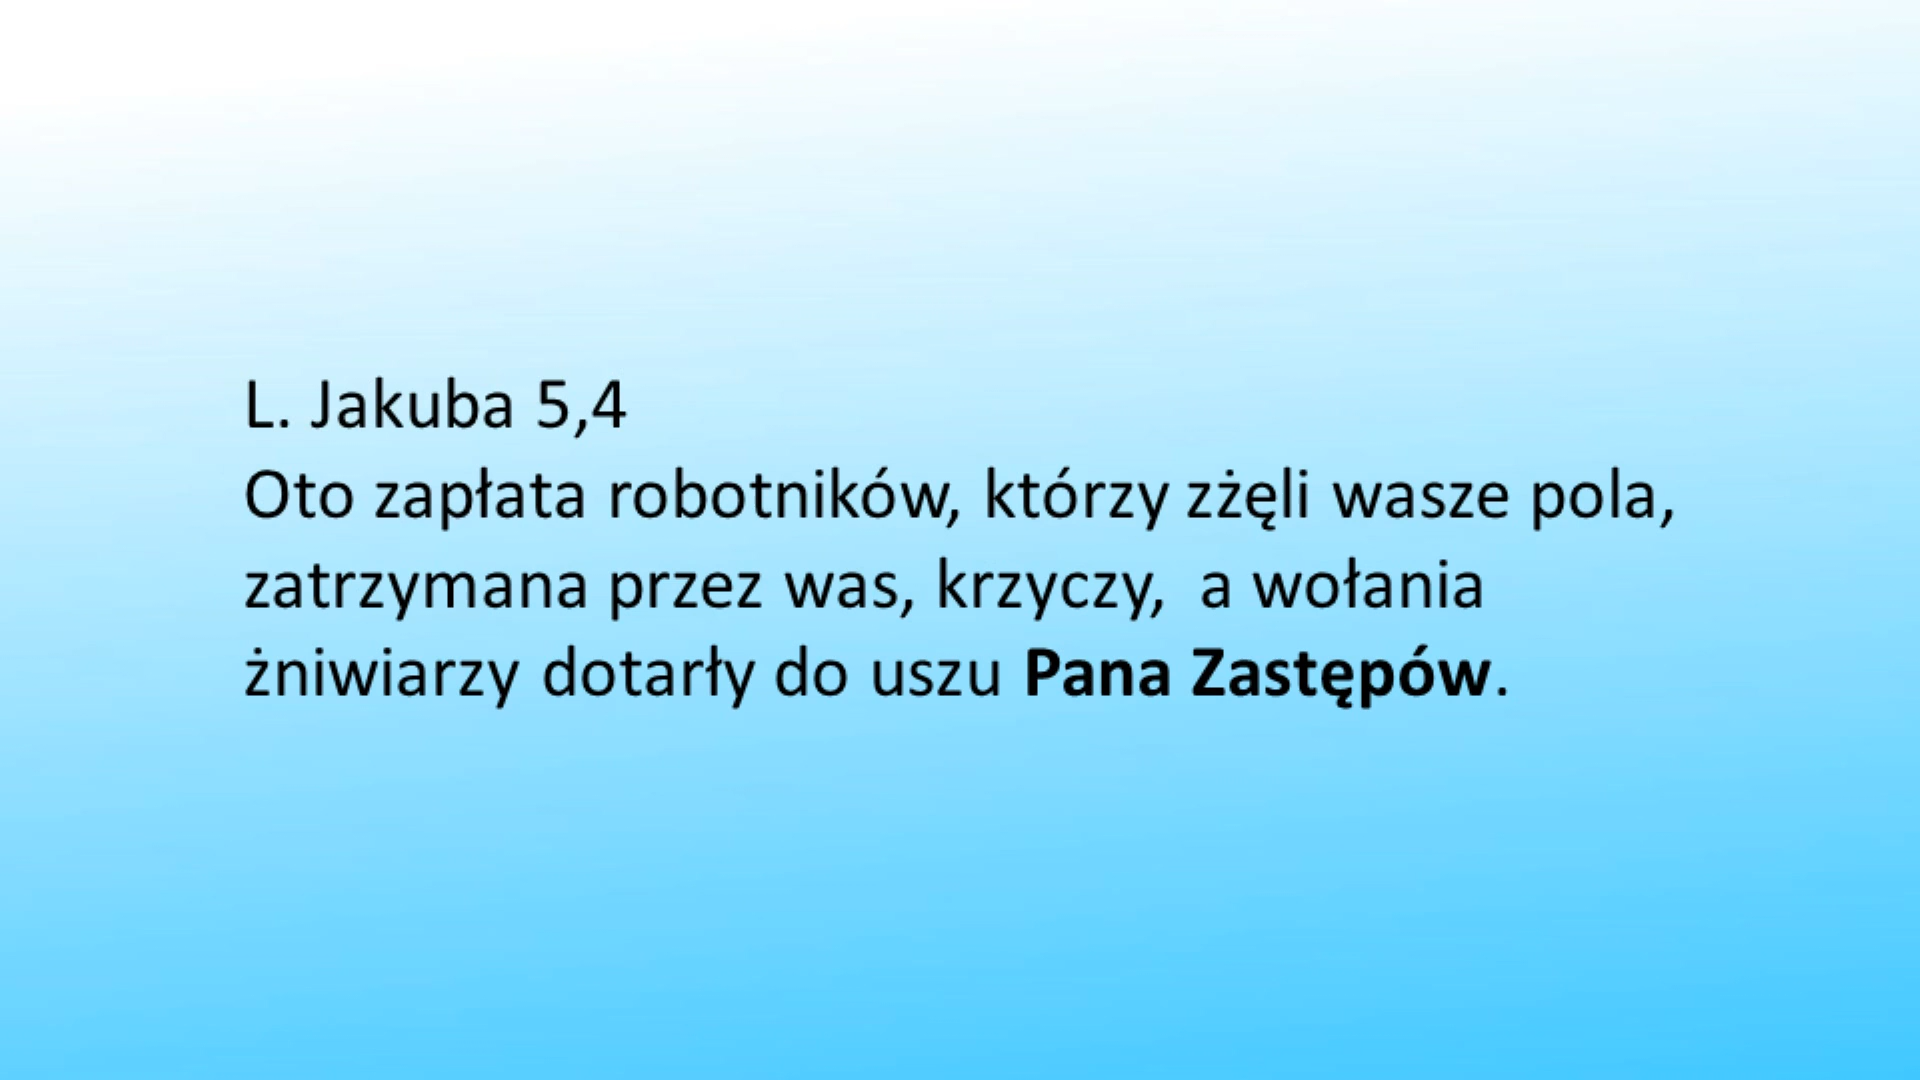 L. Jakuba 5,4
Oto zapłata robotników, którzy zżęli wasze pola,
zatrzymana przez was, krzyczy,  a wołania
żniwiarzy dotarły do uszu Pana Zastępów.